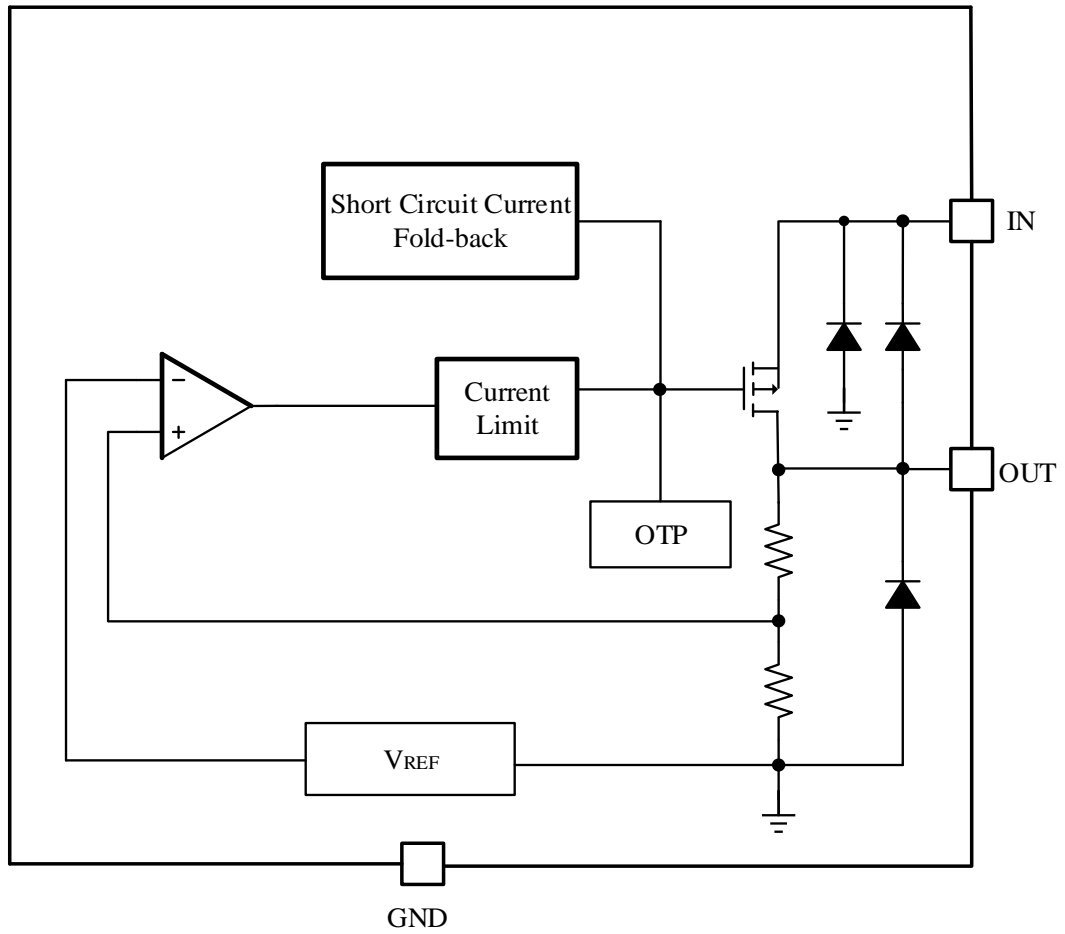 Short Circuit Current
Fold-back
IN
−
+
Current
Limit
OUT
OTP
VREF
GND